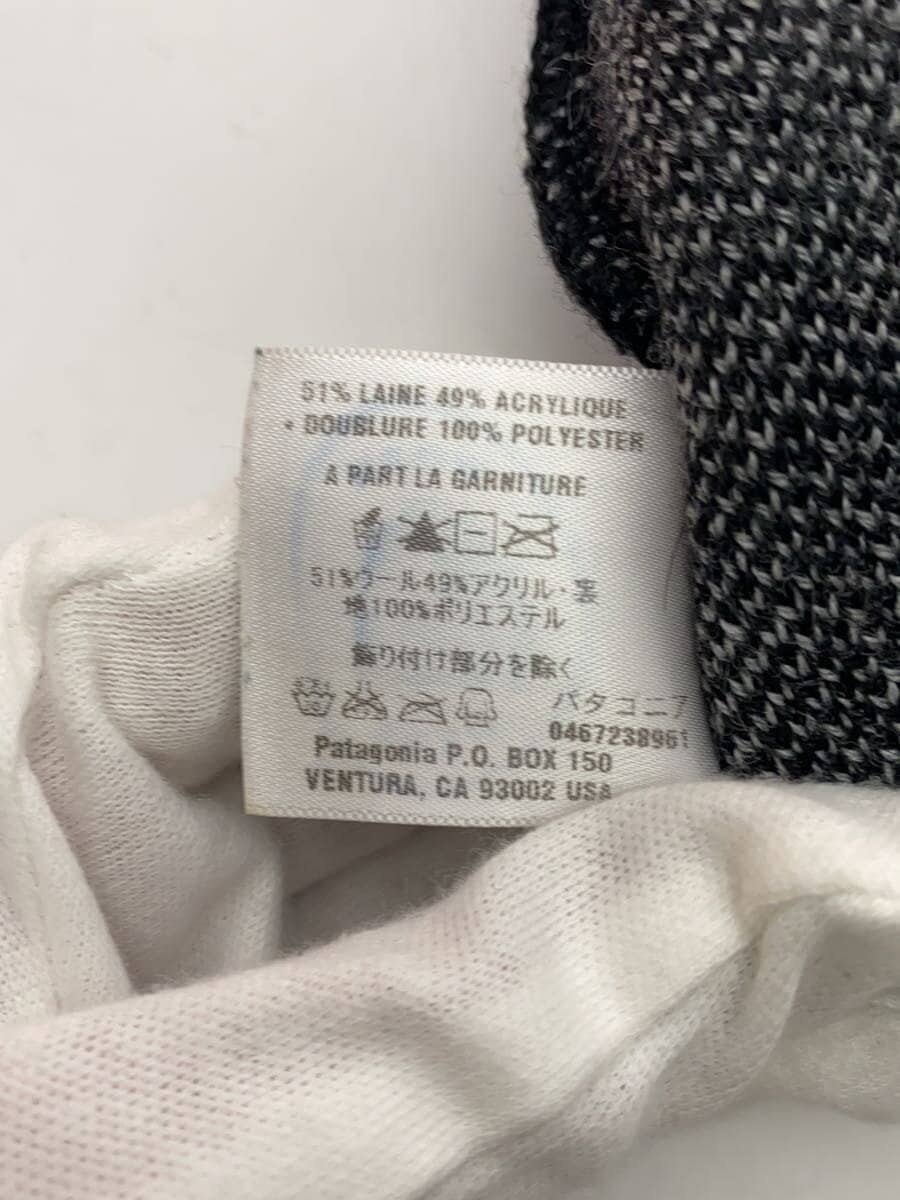 51% LAINE 49% ACRYLIQUE
• DOUBLURE 100% POLYESTER
A PART LA GARNITURE
51%ウール49%アクリル・裏
地100%ポリエステル
飾り付け部分を除く
パタゴニア
0467238961
Patagonia P.O. BOX 150
VENTURA, CA 93002 USA